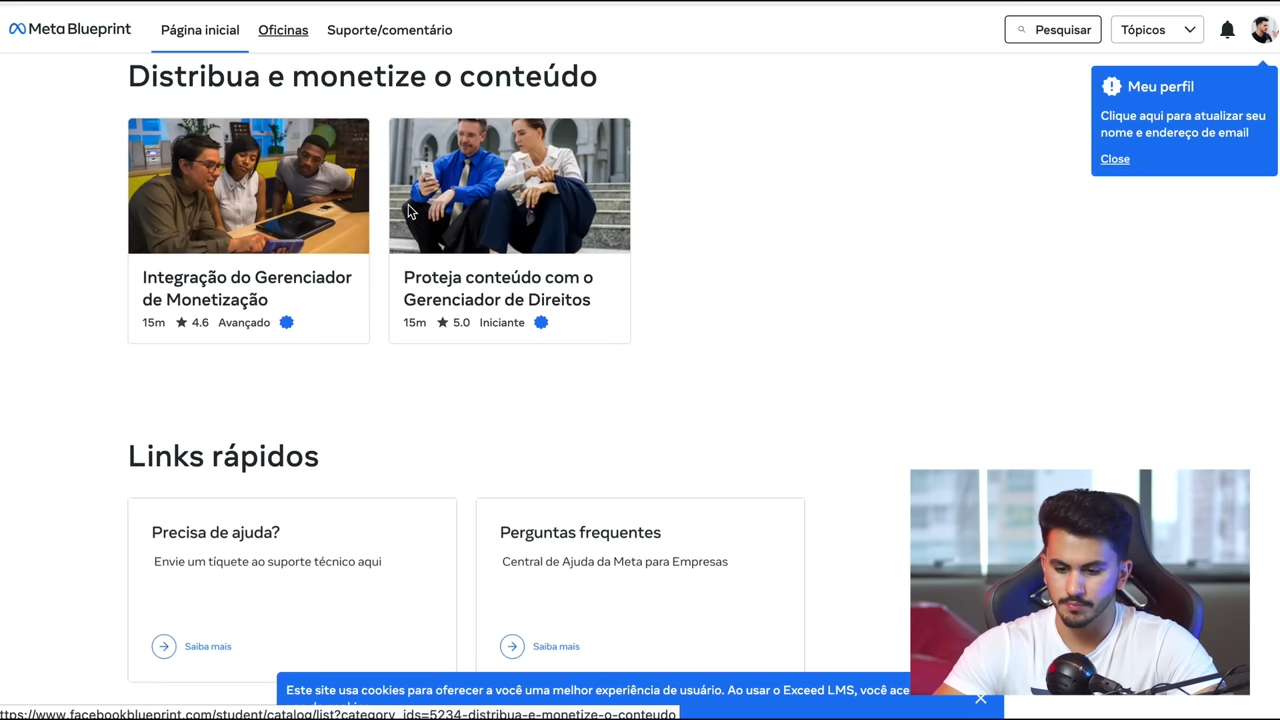 Meta Blueprint
Página inicial
Oficinas
Suporte/comentário
Pesquisar
Tópicos
Distribua e monetize o conteúdo
Meu perfil
Clique aqui para atualizar seu
nome e endereço de email
Close
Integração do Gerenciador
de Monetização
15m ★ 4.6 Avançado
Proteja conteúdo com o
Gerenciador de Direitos
15m ★ 5.0 Iniciante
Links rápidos
Precisa de ajuda?
Envie um tíquete ao suporte técnico aqui
Saiba mais
Perguntas frequentes
Central de Ajuda da Meta para Empresas
Saiba mais
Este site usa cookies para oferecer a você uma melhor experiência de usuário. Ao usar o Exceed LMS, você ace
ttps://www.facebookblueprint.com/student/catalog/list?category_ids=5234-distribua-e-monetize-o-conteudo